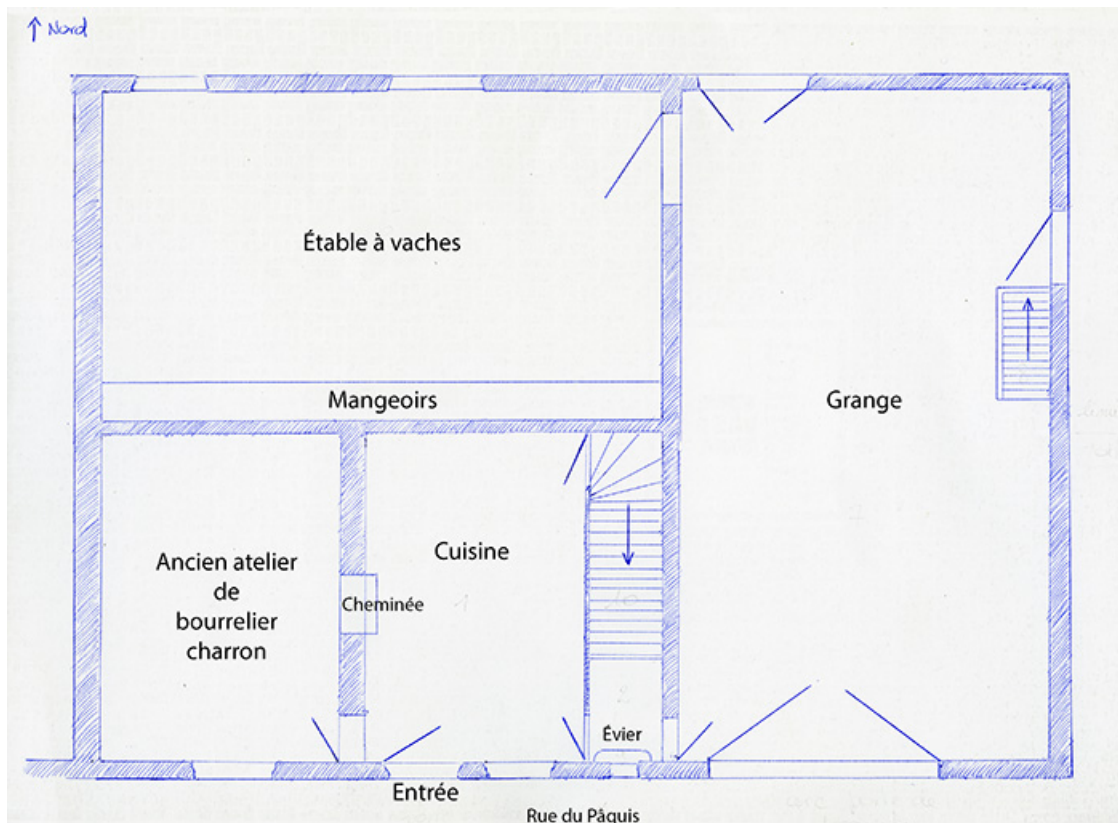 Nord
Étable à vaches
Mangeoirs
Grange
Ancien atelier
de
bourrelier
charron
Cuisine
Cheminée
Évier
Entrée
Rue du Pâquis